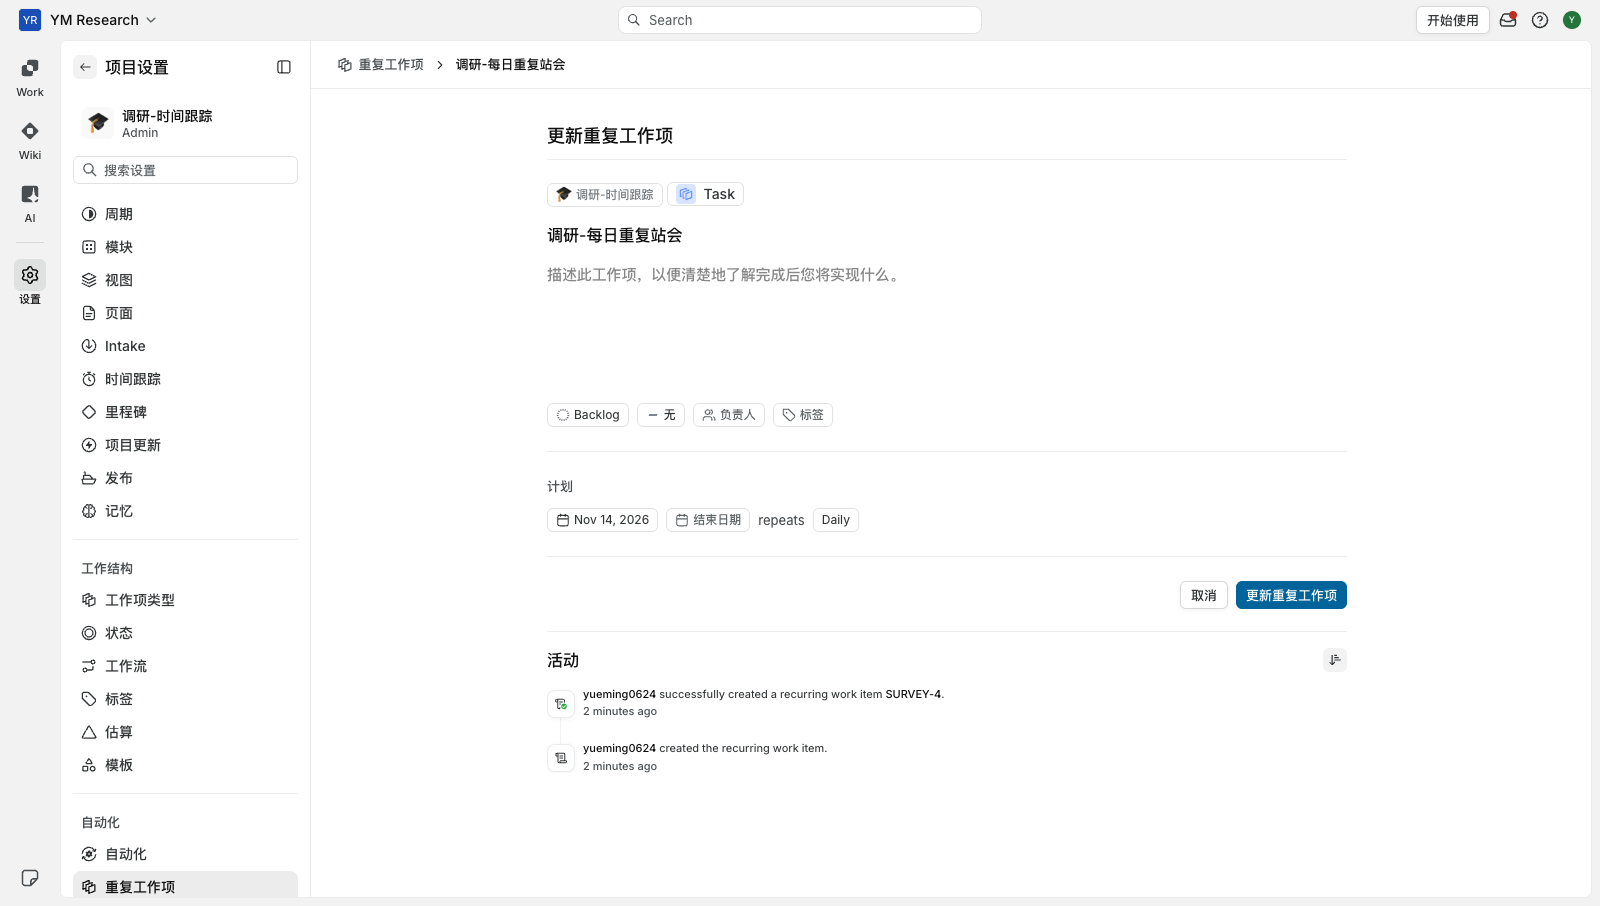 YR YM Research
Search
开始使用
Y
Work
Wiki
AI
设置
项目设置
调研-时间跟踪
Admin
搜索设置
周期
模块
视图
页面
Intake
时间跟踪
里程碑
项目更新
发布
记忆
工作结构
工作项类型
状态
工作流
标签
估算
模板
自动化
自动化
重复工作项
重复工作项 > 调研-每日重复站会
更新重复工作项
调研-时间跟踪 Task
调研-每日重复站会
描述此工作项，以便清楚地了解完成后您将实现什么。
Backlog 无 负责人 标签
计划
Nov 14, 2026 结束日期 repeats Daily
取消 更新重复工作项
活动
yueming0624 successfully created a recurring work item SURVEY-4.
2 minutes ago
yueming0624 created the recurring work item.
2 minutes ago